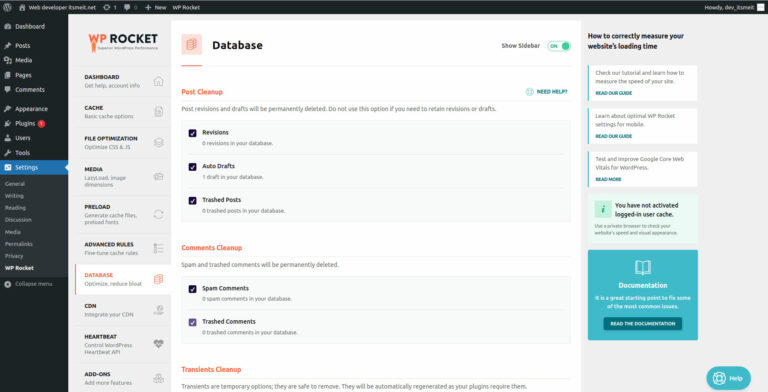 Web developer itsmeit.net
1
0
New
WP Rocket
Howdy, dev_itsmeit
Dashboard
Posts
Media
Pages
Comments
Appearance
Plugins 1
Users
Tools
Settings
General
Writing
Reading
Discussion
Media
Permalinks
Privacy
WP Rocket
Collapse menu
WP ROCKET
Superior WordPress Performance
DASHBOARD
Get help, account info
CACHE
Basic cache options
FILE OPTIMIZATION
Optimize CSS & JS
MEDIA
LazyLoad, image
dimensions
PRELOAD
Generate cache files,
preload fonts
ADVANCED RULES
Fine-tune cache rules
DATABASE
Optimize, reduce bloat
CDN
Integrate your CDN
HEARTBEAT
Control WordPress
Heartbeat API
ADD-ONS
Add more features
Database
Show Sidebar
ON
Post Cleanup
NEED HELP?
Post revisions and drafts will be permanently deleted. Do not use this option if you need to retain revisions or drafts.
Revisions
0 revisions in your database.
Auto Drafts
1 draft in your database.
Trashed Posts
0 trashed posts in your database.
Comments Cleanup
Spam and trashed comments will be permanently deleted.
Spam Comments
0 spam comments in your database.
Trashed Comments
0 trashed comments in your database.
Transients Cleanup
Transients are temporary options; they are safe to remove. They will be automatically regenerated as your plugins require them.
How to correctly measure your
website's loading time
Check our tutorial and learn how to
measure the speed of your site.
READ OUR GUIDE
Learn about optimal WP Rocket
settings for mobile.
READ OUR GUIDE
Test and improve Google Core Web
Vitals for WordPress.
READ MORE
You have not activated
logged-in user cache.
Use a private browser to check your
website's speed and visual appearance.
Documentation
It is a great starting point to fix some
of the most common issues.
READ THE DOCUMENTATION
Help